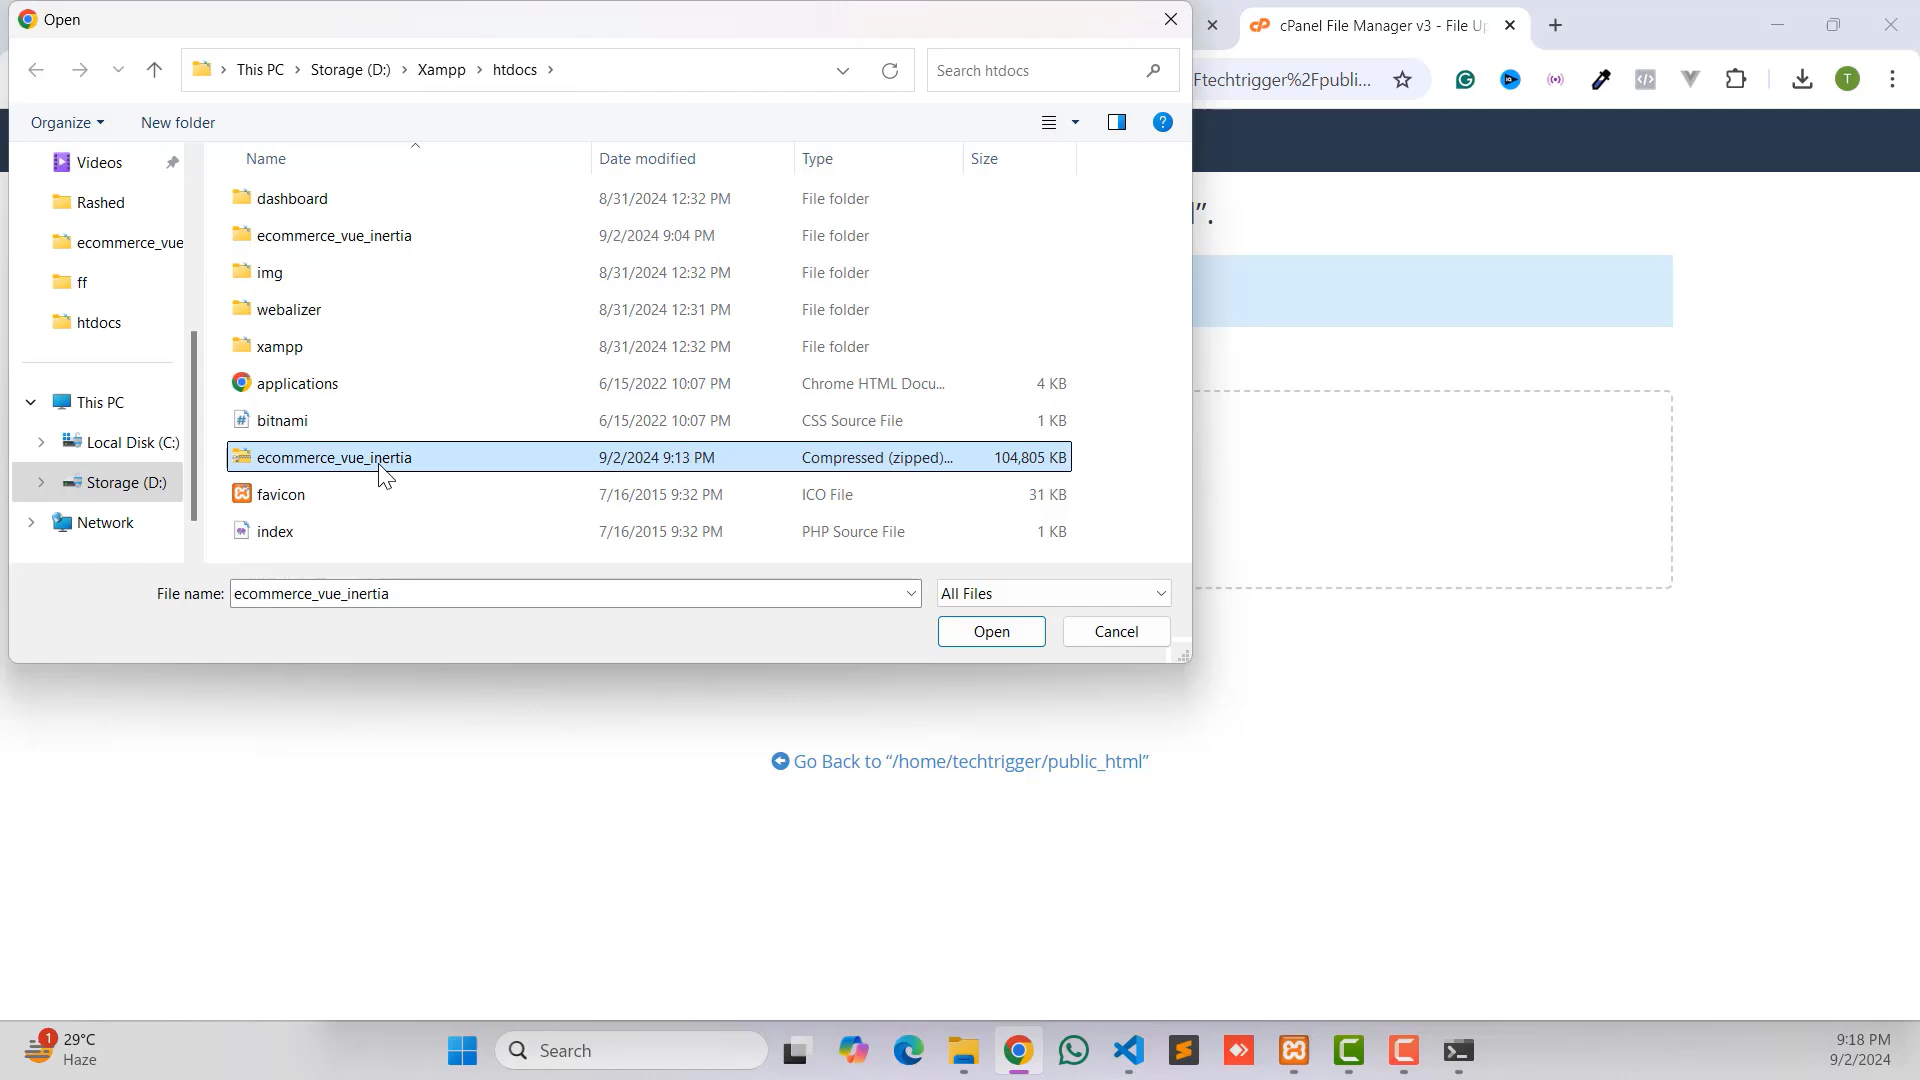 Open
cPanel File Manager v3 - File Up
This PC
Storage (D:)
Xampp
htdocs
Search htdocs
Ftechtrigger%2Fpubli...
T
Organize
New folder
Name
Date modified
Type
Size
Videos
Rashed
ecommerce_vue
ff
htdocs
This PC
Local Disk (C:)
Storage (D:)
Network
dashboard 8/31/2024 12:32 PM File folder
ecommerce_vue_inertia 9/2/2024 9:04 PM File folder
img 8/31/2024 12:32 PM File folder
webalizer 8/31/2024 12:31 PM File folder
xampp 8/31/2024 12:32 PM File folder
applications 6/15/2022 10:07 PM Chrome HTML Docu... 4 KB
bitnami 6/15/2022 10:07 PM CSS Source File 1 KB
ecommerce_vue_inertia 9/2/2024 9:13 PM Compressed (zipped)... 104,805 KB
favicon 7/16/2015 9:32 PM ICO File 31 KB
index 7/16/2015 9:32 PM PHP Source File 1 KB
File name: ecommerce_vue_inertia
All Files
Open
Cancel
”.
Go Back to “/home/techtrigger/public_html”
1
29°C
Haze
Search
9:18 PM
9/2/2024